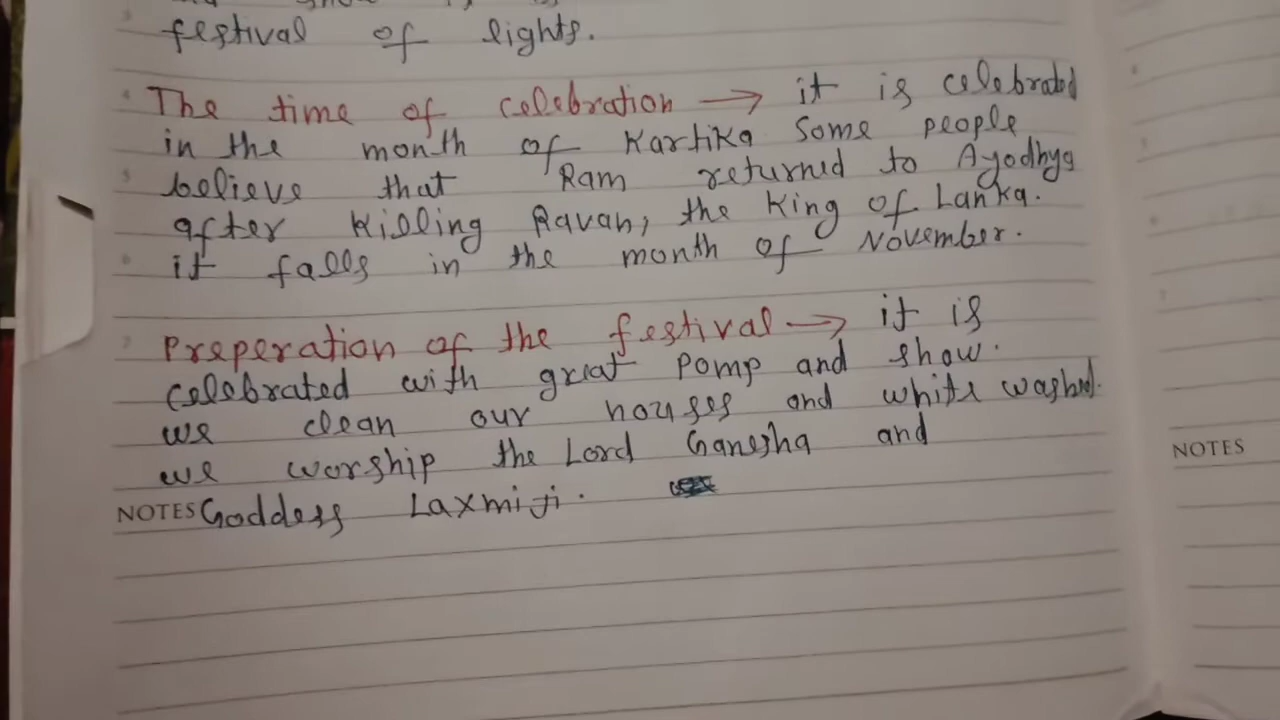 festival of lights.
The time of celebration → it is celebrated
in the month of Kartika some people
believe that Ram returned to Ayodhya
after killing Ravan, the King of Lanka.
it falls in the month of November.
Preperation of the festival → it is
celebrated with great Pomp and show.
we clean our houses and white washed.
we worship the Lord Ganesha and
NOTES Goddess Laxmiji.
NOTES